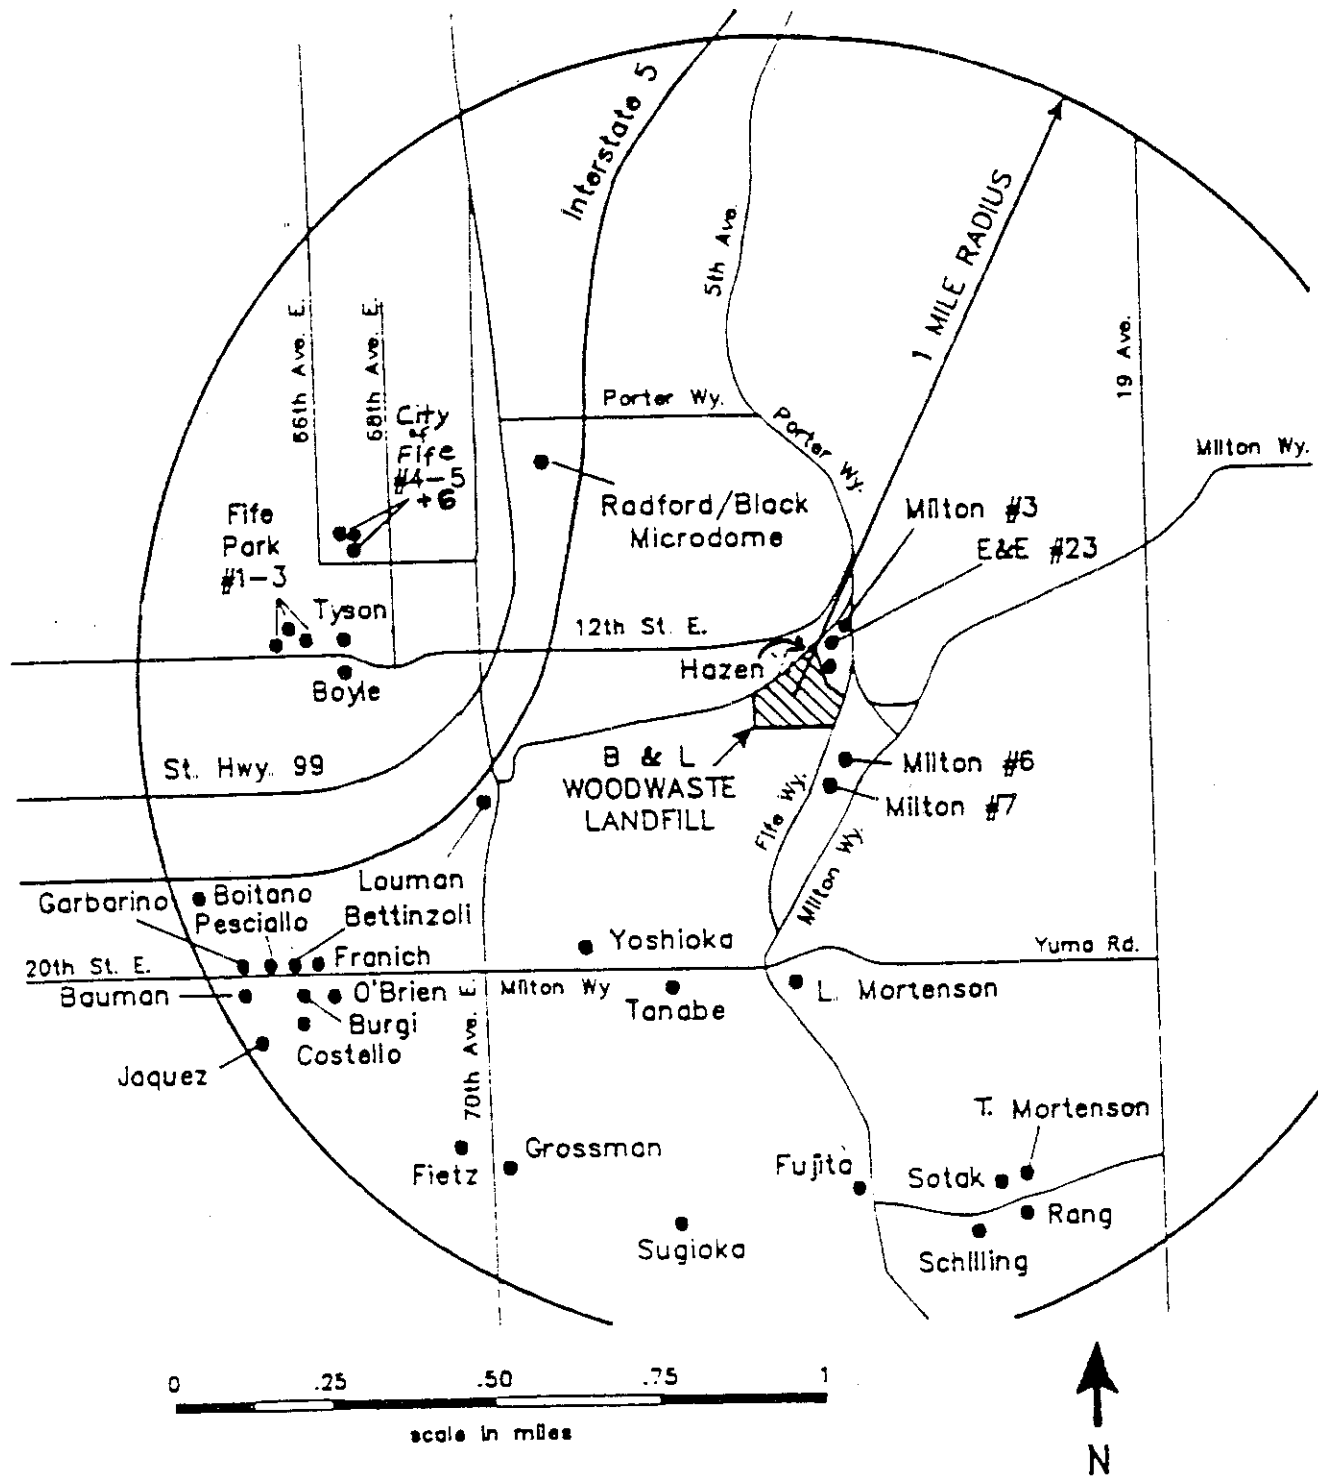 Interstate 5
5th Ave.
1 MILE RADIUS
19 Ave.
66th Ave. E.
68th Ave. E.
City
of
Fife
#4-5
+6
Porter Wy.
Porter Wy.
Milton Wy.
Radford/Black
Microdome
Milton #3
E&E #23
Fife
Park
#1-3
Tyson
12th St. E.
Hazen
Boyle
St. Hwy. 99
B & L
WOODWASTE
LANDFILL
Milton #6
Milton #7
Fife Wy.
Milton Wy.
Louman
Garbarino
Boitano
Pesciallo
Bettinzoli
Franich
Yoshioka
Yuma Rd.
20th St. E.
Bauman
O'Brien
Milton Wy
Tanabe
L. Mortenson
Burgi
Costello
Jaquez
70th Ave. E.
T. Mortenson
Grossman
Fietz
Fujita
Sotak
Rang
Sugioka
Schilling
0 .25 .50 .75 1
scale in miles
N